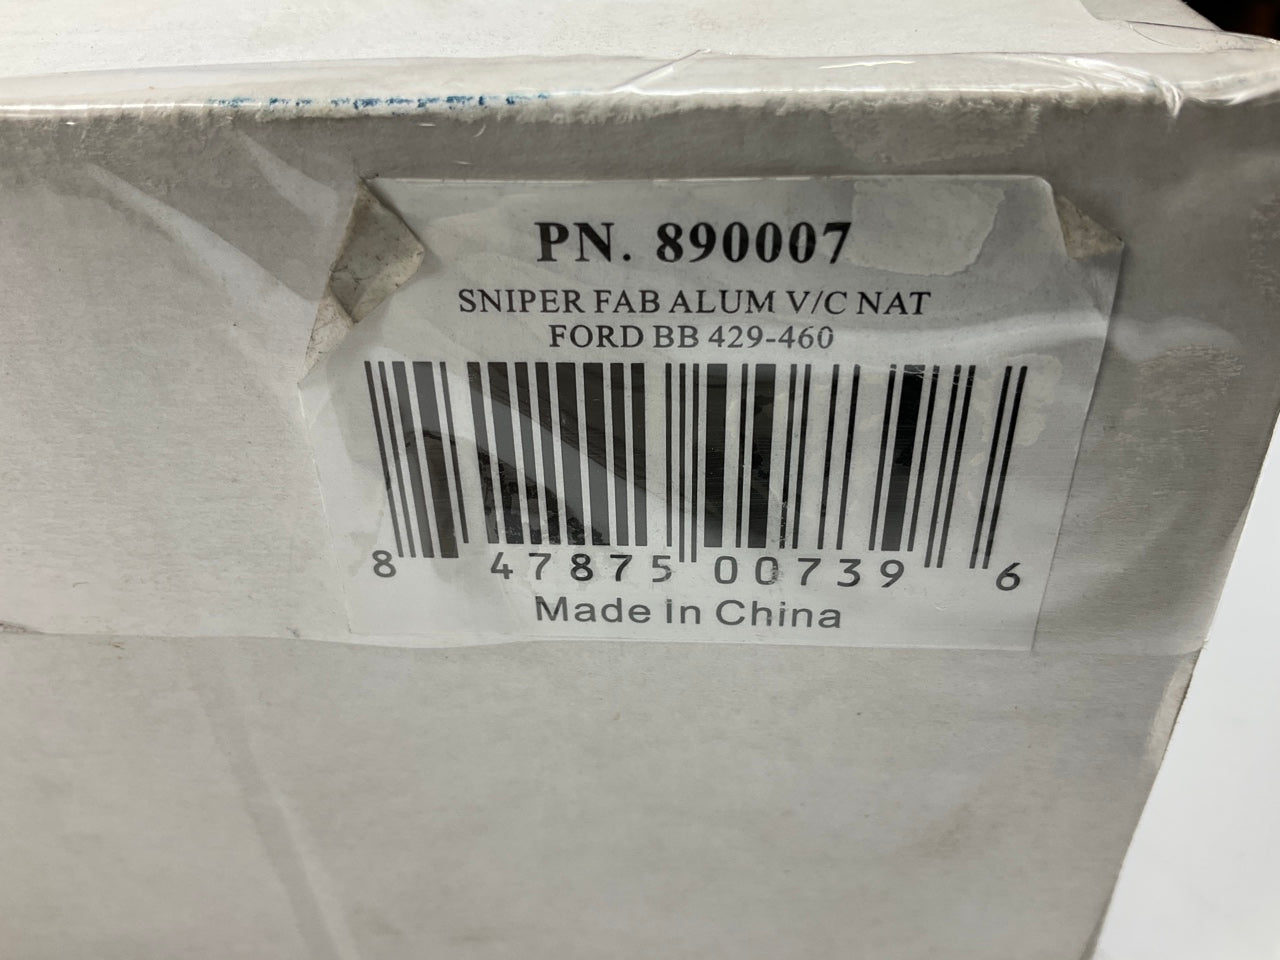 PN. 890007
SNIPER FAB ALUM V/C NAT
FORD BB 429-460
8 47875 00739 6
Made In China